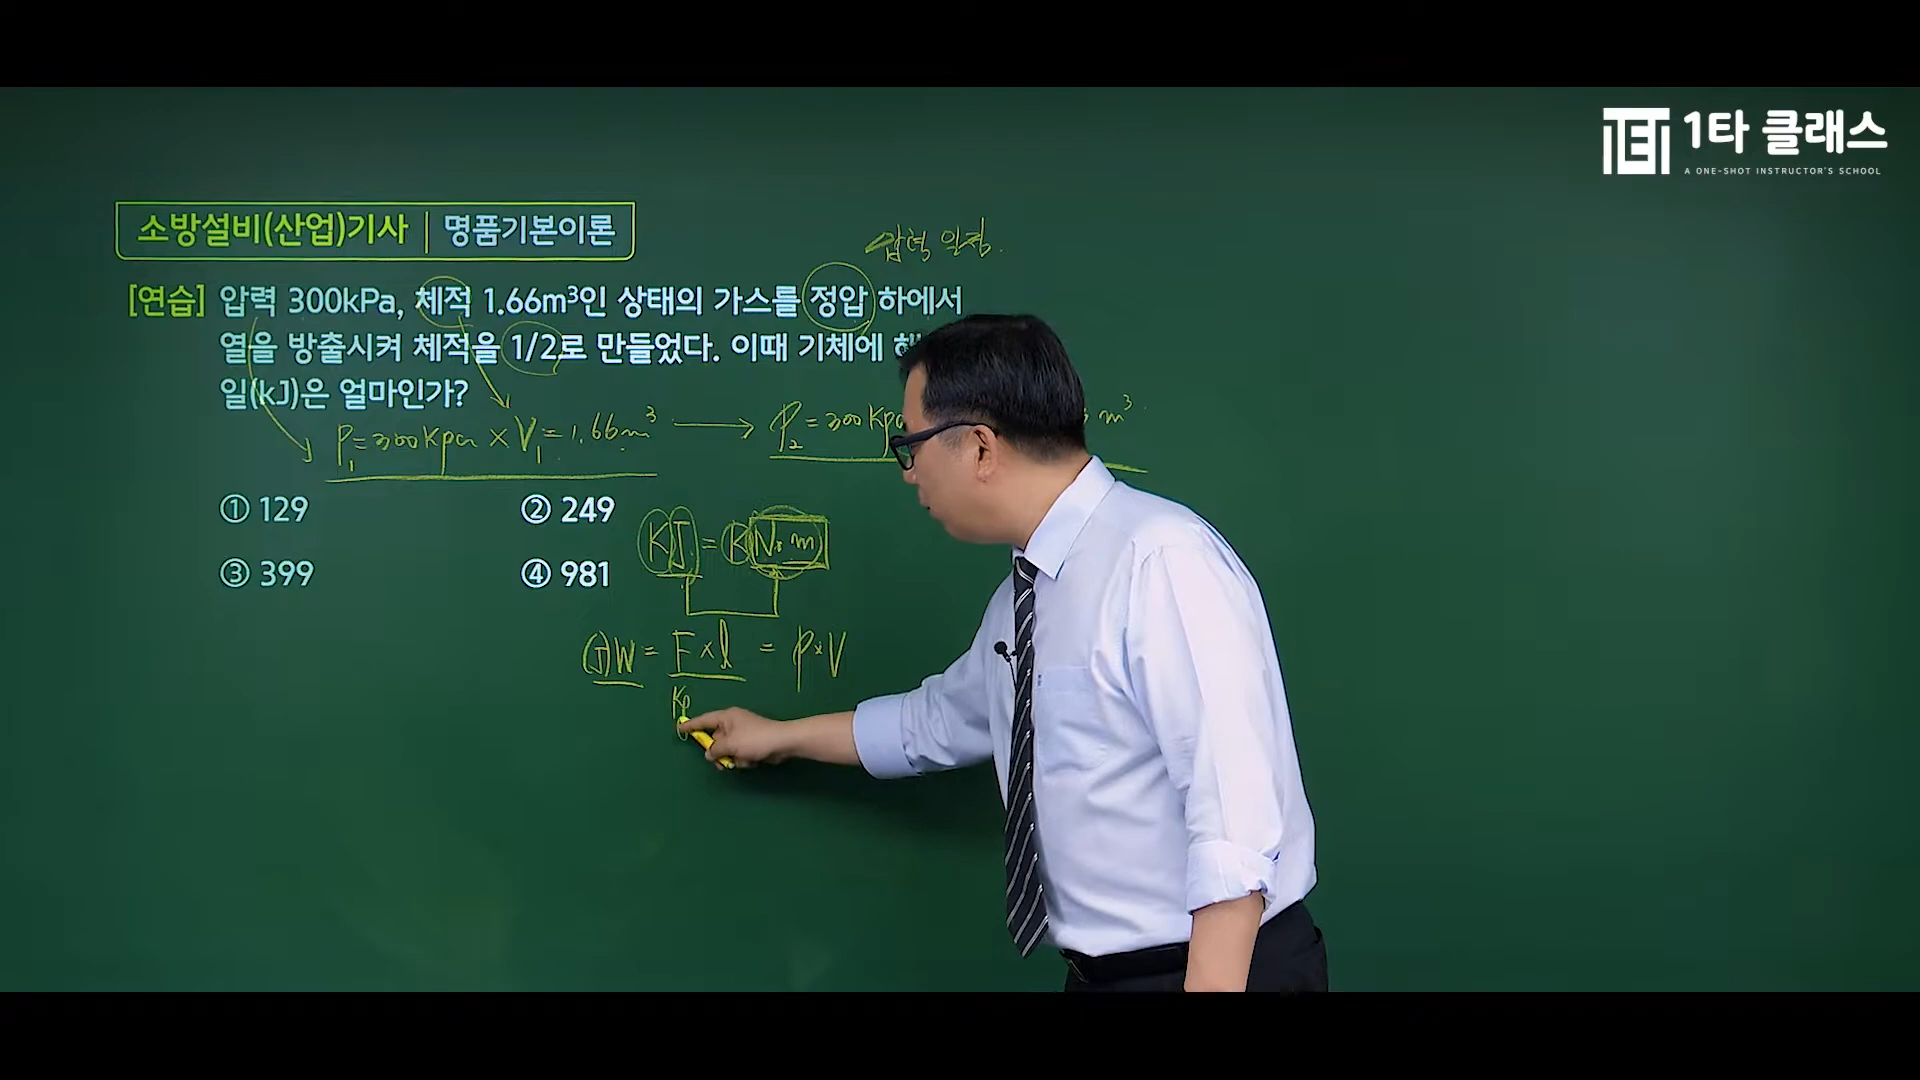 1타 클래스
A ONE-SHOT INSTRUCTOR'S SCHOOL
소방설비(산업)기사 | 명품기본이론
압력 일정.
[연습] 압력 300kPa, 체적 1.66m³인 상태의 가스를 정압 하에서
열을 방출시켜 체적을 1/2로 만들었다. 이때 기체에
일(kJ)은 얼마인가?
P₁=300Kpa × V₁=1.66m³ → P₂=300Kpa m³
① 129 ② 249
③ 399 ④ 981
KJ = KN·m
(J)W = F×l = P×V